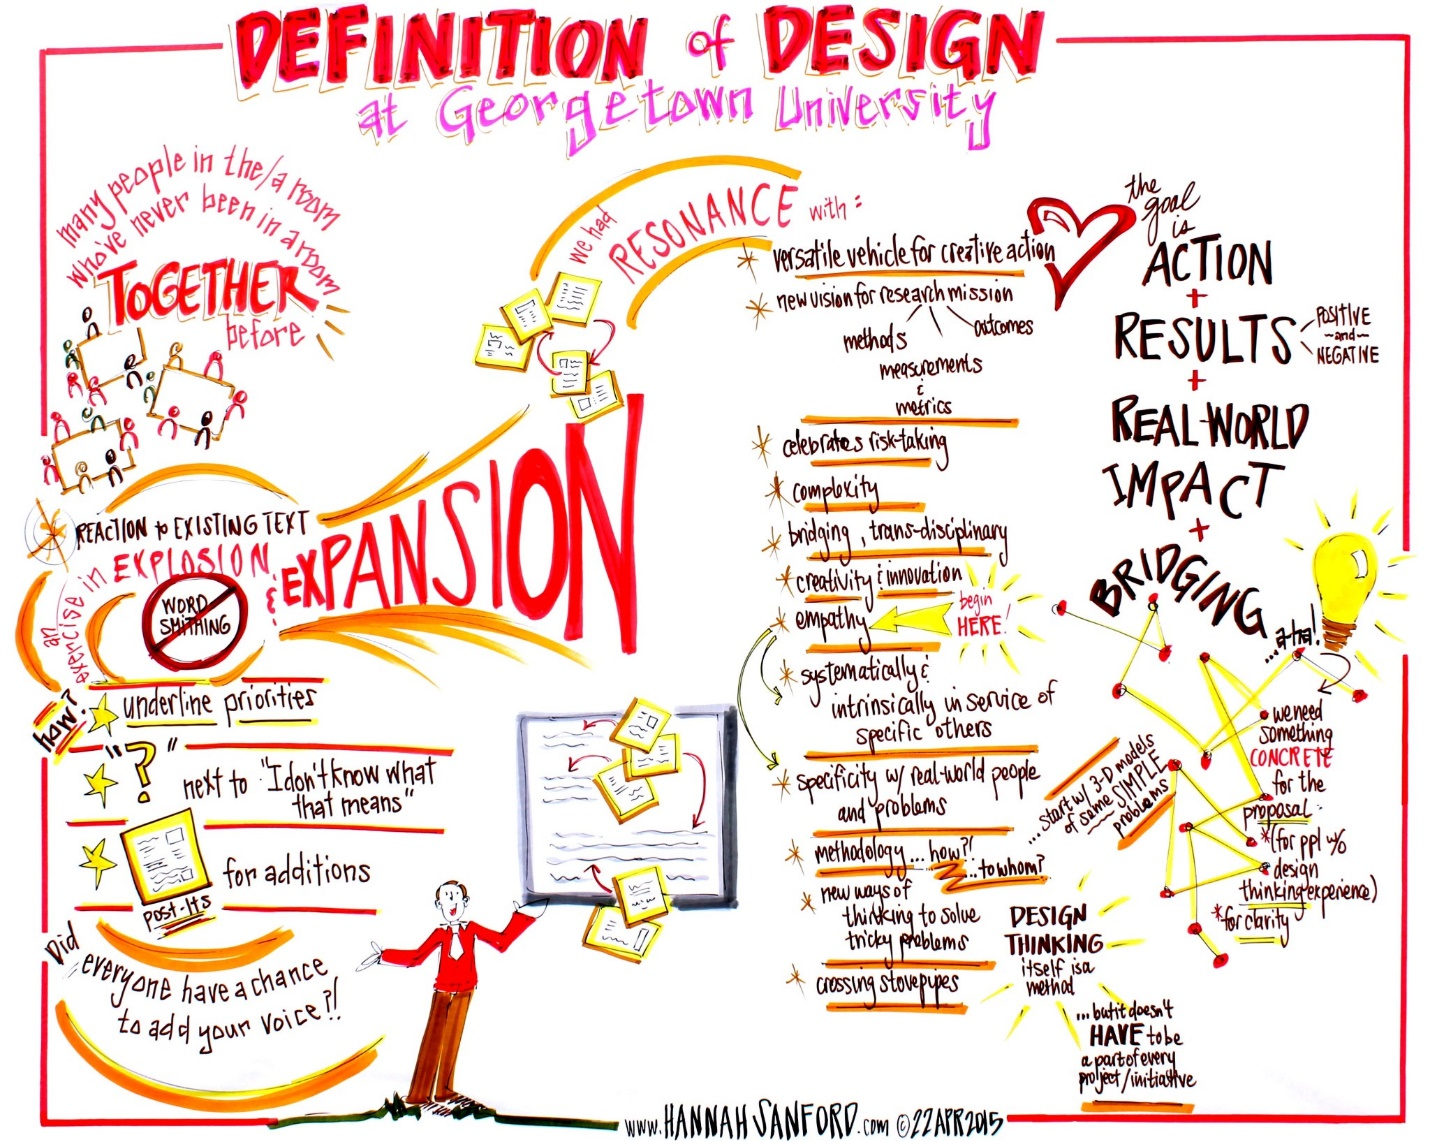 DEFINITION of DESIGN
at Georgetown University
many people in the/a room
who've never been in a room
TOGETHER
before
REACTION to EXISTING TEXT
an exercise in EXPLOSION
& EXPANSION
WORD
SMITHING
how?
underline priorities
"?"
next to "I don't know what
that means"
post-its
for additions
Did
everyone have a chance
to add your voice?!
we had
RESONANCE with:
versatile vehicle for creative action
new vision for research mission
methods
outcomes
measurements
&
metrics
celebrates risk-taking
complexity
bridging, trans-disciplinary
creativity & innovation
empathy
begin
HERE!
systematically &
intrinsically in service of
specific others
specificity w/ real-world people
and problems
methodology ... how?!
... to whom?
new ways of
thinking to solve
tricky problems
crossing stovepipes
the
goal
is
ACTION
+
RESULTS
POSITIVE
~and~
NEGATIVE
+
REAL-WORLD
IMPACT
+
BRIDGING
...a-ha!
we need
something
CONCRETE
for the
proposal:
*(for ppl w/o
design
thinking experience)
*for clarity
...start w/ 3-D models
of same SIMPLE
problems
DESIGN
THINKING
itself is a
method
...but it doesn't
HAVE to be
a part of every
project/initiative
www.HANNAHSANFORD.com ©22APR2015